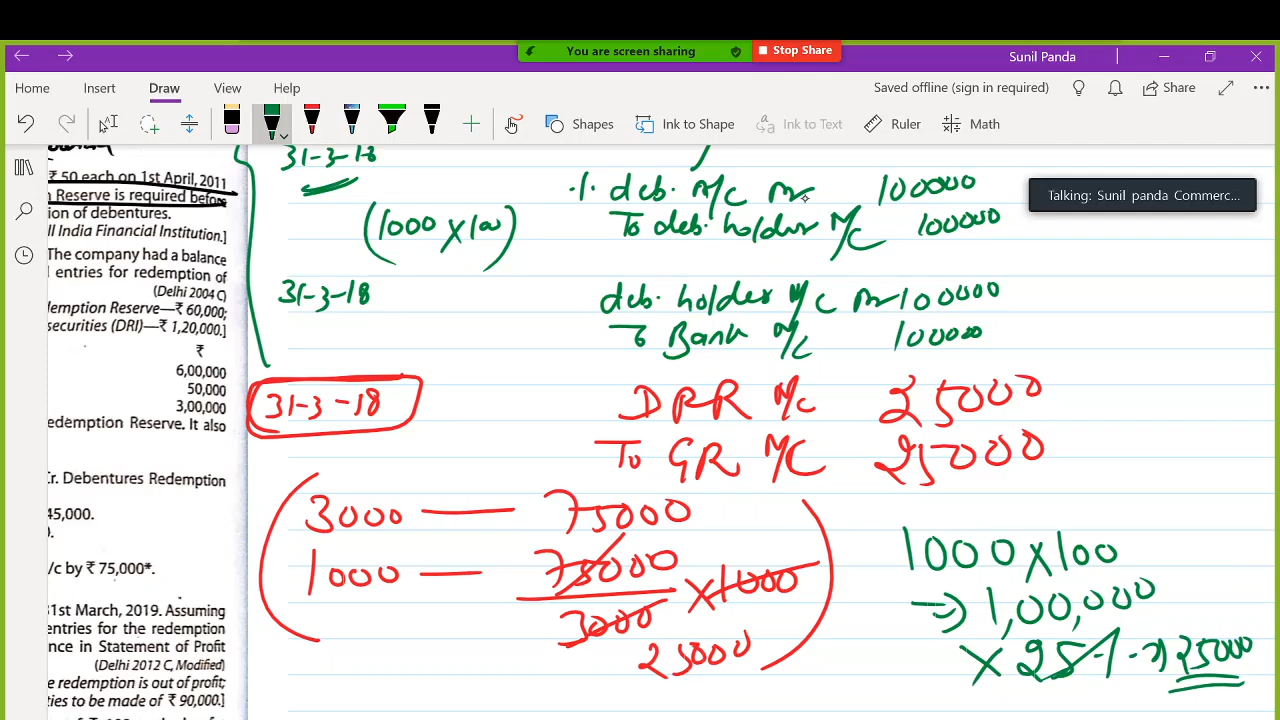 You are screen sharing
Stop Share
Sunil Panda
Home Insert Draw View Help
Saved offline (sign in required)
Share
Shapes
Ink to Shape
Ink to Text
Ruler
Math
Talking: Sunil panda Commerc...
₹ 50 each on 1st April, 2011
n Reserve is required before
ion of debentures.
ll India Financial Institution.]
The company had a balance
l entries for redemption of
(Delhi 2004 C)
demption Reserve—₹ 60,000;
securities (DRI)—₹ 1,20,000.]
₹
6,00,000
50,000
3,00,000
edemption Reserve. It also
r. Debentures Redemption
45,000.
/c by ₹ 75,000*.
31st March, 2019. Assuming
entries for the redemption
nce in Statement of Profit
(Delhi 2012 C, Modified)
e redemption is out of profit;
ties to be made of ₹ 90,000.]
31-3-18
(1000 × 100)
·/· deb. A/C Dr 100000
To deb. holder A/C 100000
31-3-18
deb. holder A/C Dr 100000
To Bank A/C 100000
31-3-18
DRR A/C 25000
To GR A/C 25000
3000 — 75000
1000 — 75000
3000
× 1000
25000
1000 × 100
⇒ 1,00,000
× 25% ⇒ 25000